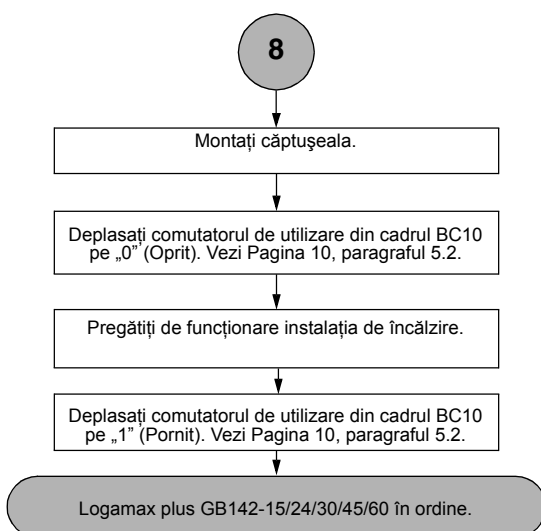 8
Montați căptuşeala.
Deplasați comutatorul de utilizare din cadrul BC10
pe „0” (Oprit). Vezi Pagina 10, paragraful 5.2.
Pregătiți de funcționare instalația de încălzire.
Deplasați comutatorul de utilizare din cadrul BC10
pe „1” (Pornit). Vezi Pagina 10, paragraful 5.2.
Logamax plus GB142-15/24/30/45/60 în ordine.